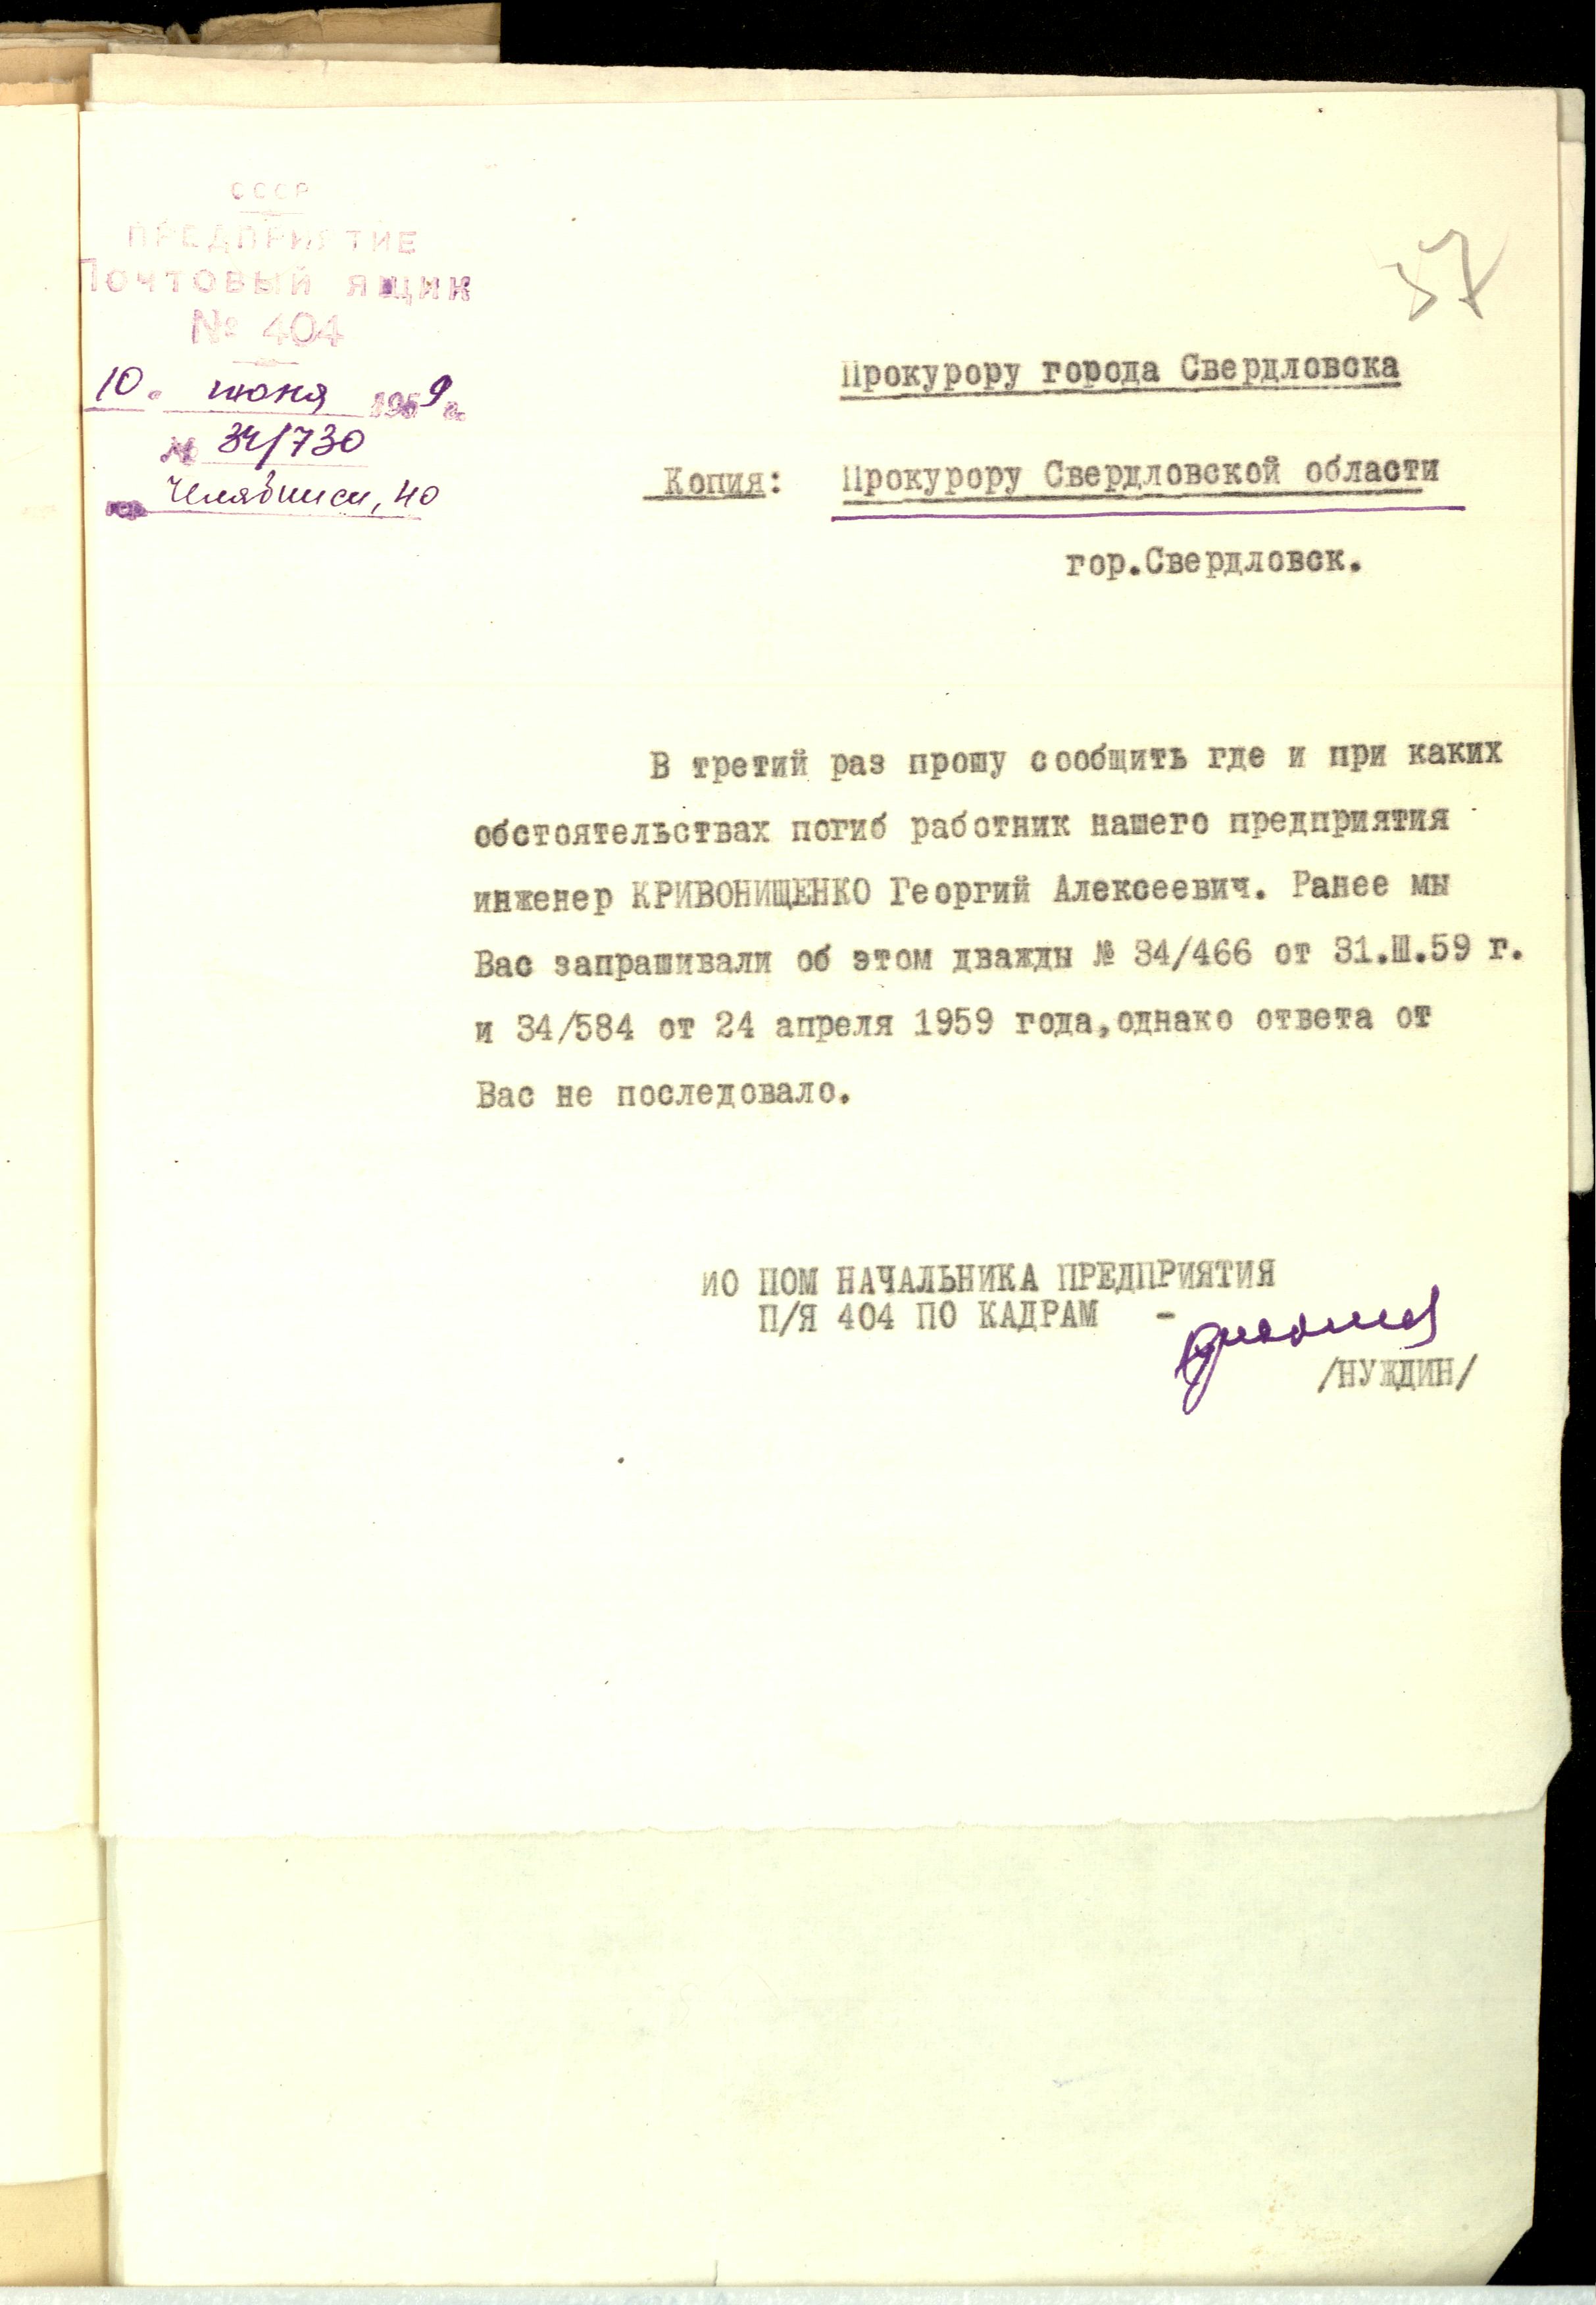 СССР
ПРЕДПРИЯТИЕ
Почтовый ящик
№ 404
10. июня 1959 г.
№ 34/730
гор. Челябинск, 40
37
Прокурору города Свердловска
Копия: Прокурору Свердловской области
гор.Свердловск.
В третий раз прошу сообщить где и при каких
обстоятельствах погиб работник нашего предприятия
инженер КРИВОНИЩЕНКО Георгий Алексеевич. Ранее мы
Вас запрашивали об этом дважды № 34/466 от 31.Ш.59 г.
и 34/584 от 24 апреля 1959 года,однако ответа от
Вас не последовало.
ИО ПОМ НАЧАЛЬНИКА ПРЕДПРИЯТИЯ
П/Я 404 ПО КАДРАМ -
/НУЖДИН/